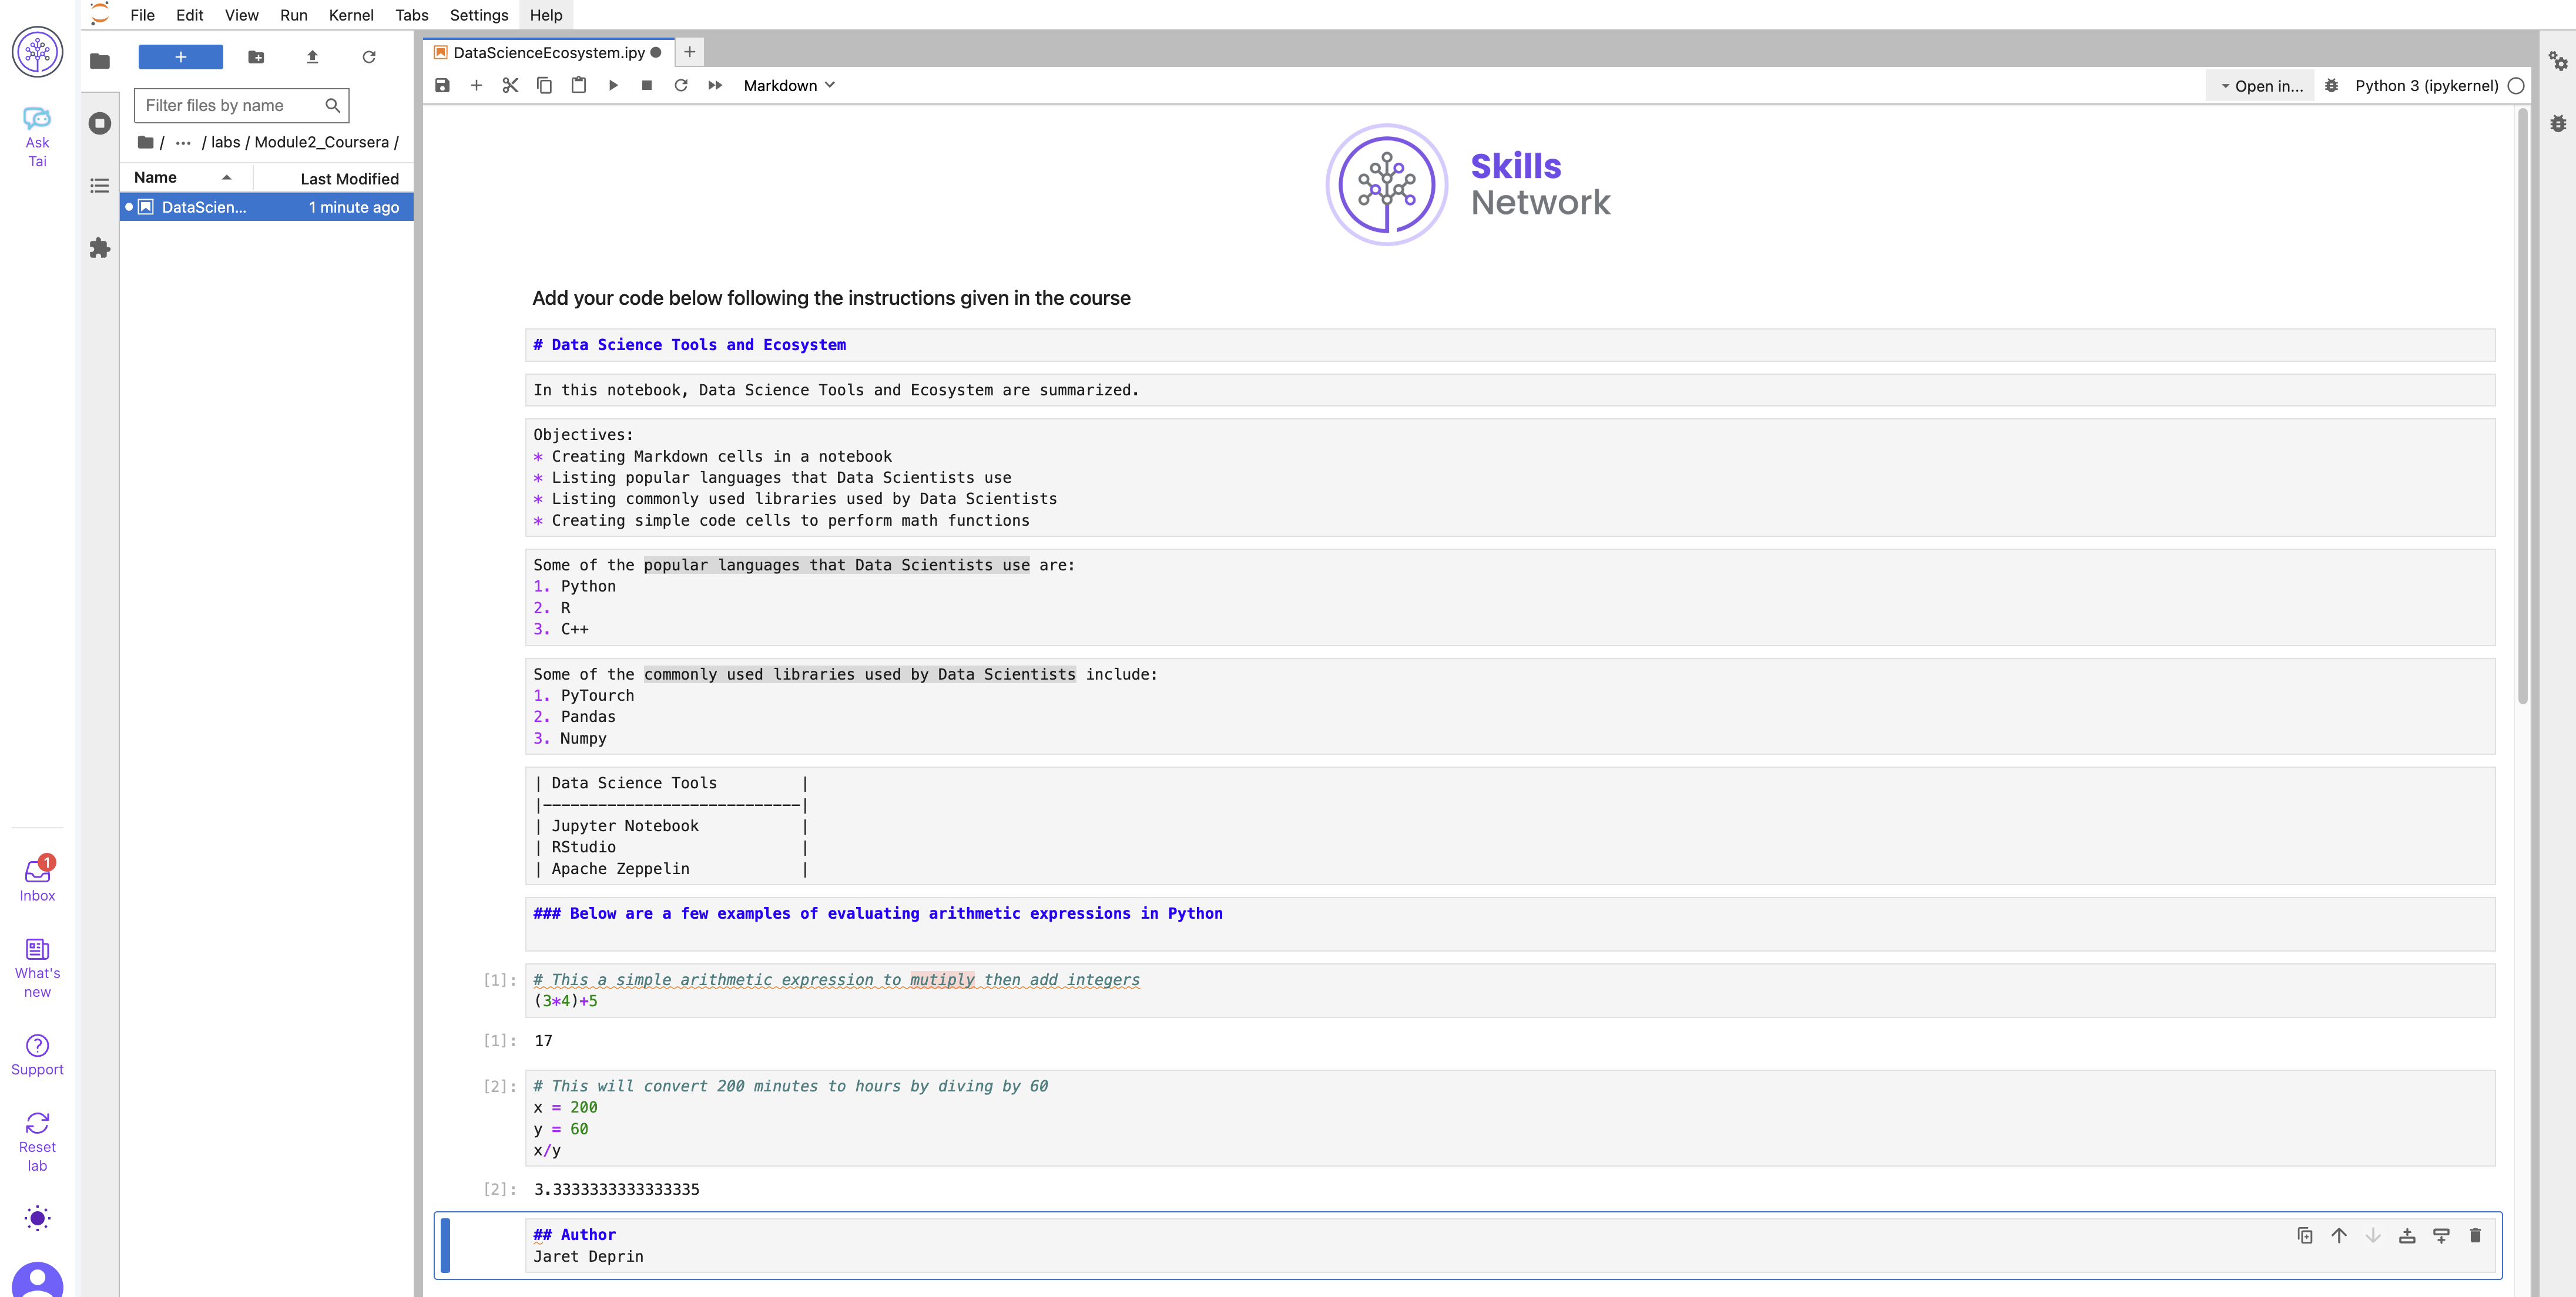 File Edit View Run Kernel Tabs Settings Help
Ask
Tai
Inbox
1
What's
new
Support
Reset
lab
+
Filter files by name
/ ... / labs / Module2_Coursera /
Name Last Modified
DataScien... 1 minute ago
DataScienceEcosystem.ipy +
Markdown Open in... Python 3 (ipykernel)
Skills
Network
Add your code below following the instructions given in the course
# Data Science Tools and Ecosystem
In this notebook, Data Science Tools and Ecosystem are summarized.
Objectives:
* Creating Markdown cells in a notebook
* Listing popular languages that Data Scientists use
* Listing commonly used libraries used by Data Scientists
* Creating simple code cells to perform math functions
Some of the popular languages that Data Scientists use are:
1. Python
2. R
3. C++
Some of the commonly used libraries used by Data Scientists include:
1. PyTourch
2. Pandas
3. Numpy
| Data Science Tools |
|----------------------------|
| Jupyter Notebook |
| RStudio |
| Apache Zeppelin |
### Below are a few examples of evaluating arithmetic expressions in Python
[1]: # This a simple arithmetic expression to mutiply then add integers
(3*4)+5
[1]: 17
[2]: # This will convert 200 minutes to hours by diving by 60
x = 200
y = 60
x/y
[2]: 3.3333333333333335
## Author
Jaret Deprin